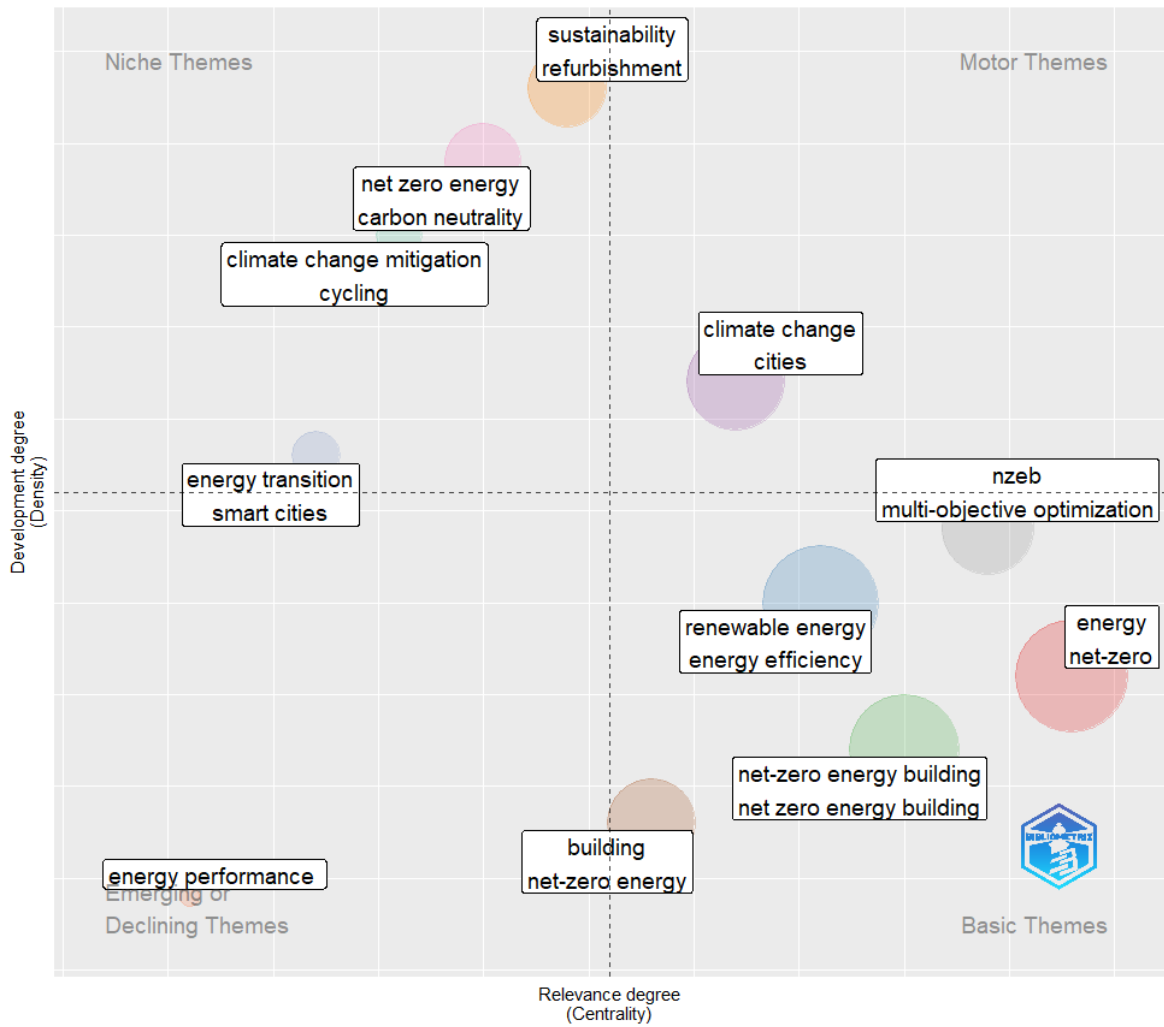 sustainability
refurbishment
Niche Themes
Motor Themes
net zero energy
carbon neutrality
climate change mitigation
cycling
climate change
cities
energy transition
smart cities
nzeb
multi-objective optimization
renewable energy
energy efficiency
energy
net-zero
net-zero energy building
net zero energy building
building
net-zero energy
BIBLIOMETRIX
energy performance
Emerging or
Declining Themes
Basic Themes
Development degree
(Density)
Relevance degree
(Centrality)